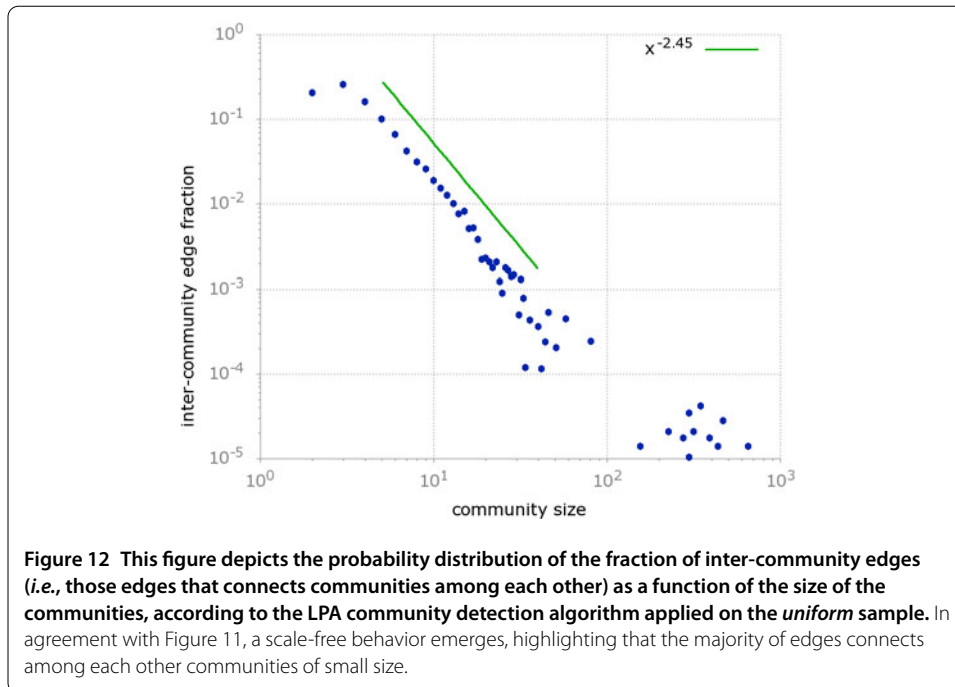 10^0
x^-2.45
10^-1
10^-2
10^-3
10^-4
10^-5
inter-community edge fraction
10^0 10^1 10^2 10^3
community size
Figure 12 This figure depicts the probability distribution of the fraction of inter-community edges
(i.e., those edges that connects communities among each other) as a function of the size of the
communities, according to the LPA community detection algorithm applied on the uniform sample. In
agreement with Figure 11, a scale-free behavior emerges, highlighting that the majority of edges connects
among each other communities of small size.